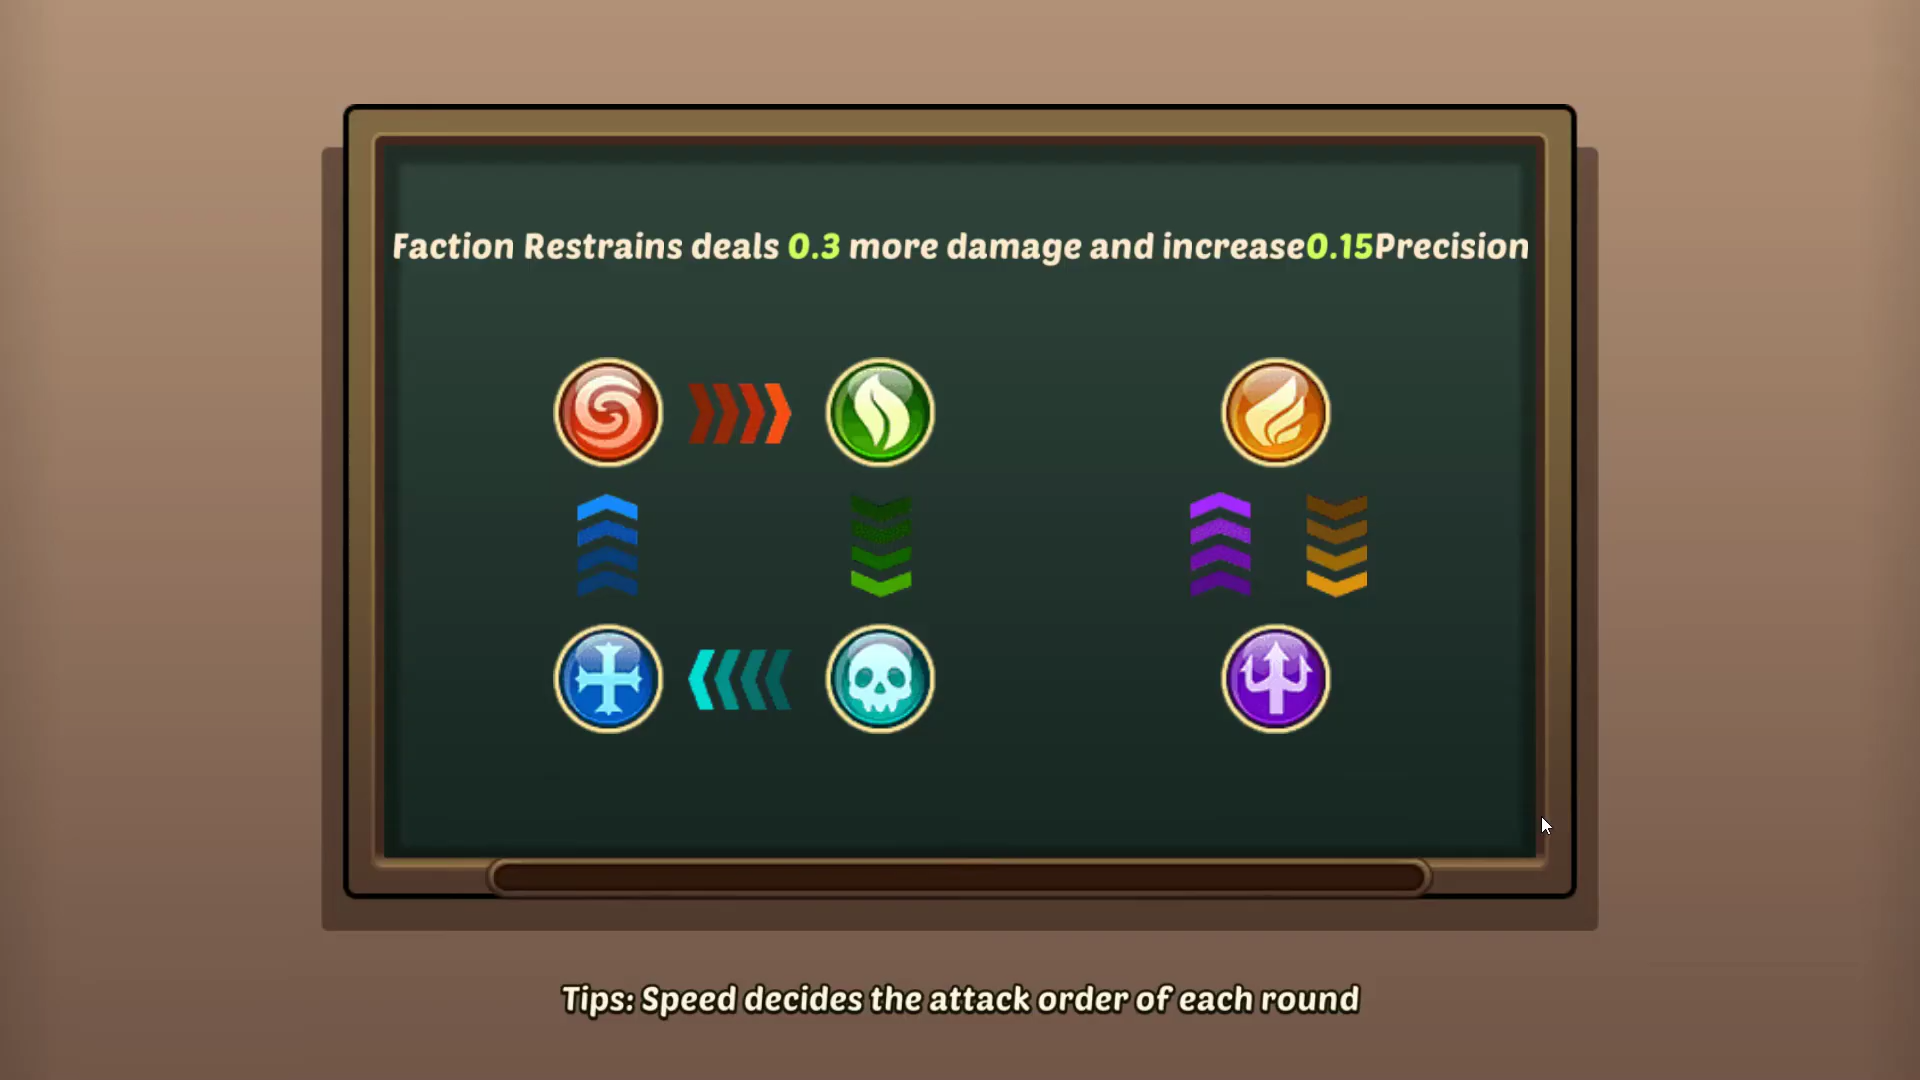 Faction Restrains deals 0.3 more damage and increase0.15Precision
Tips: Speed decides the attack order of each round